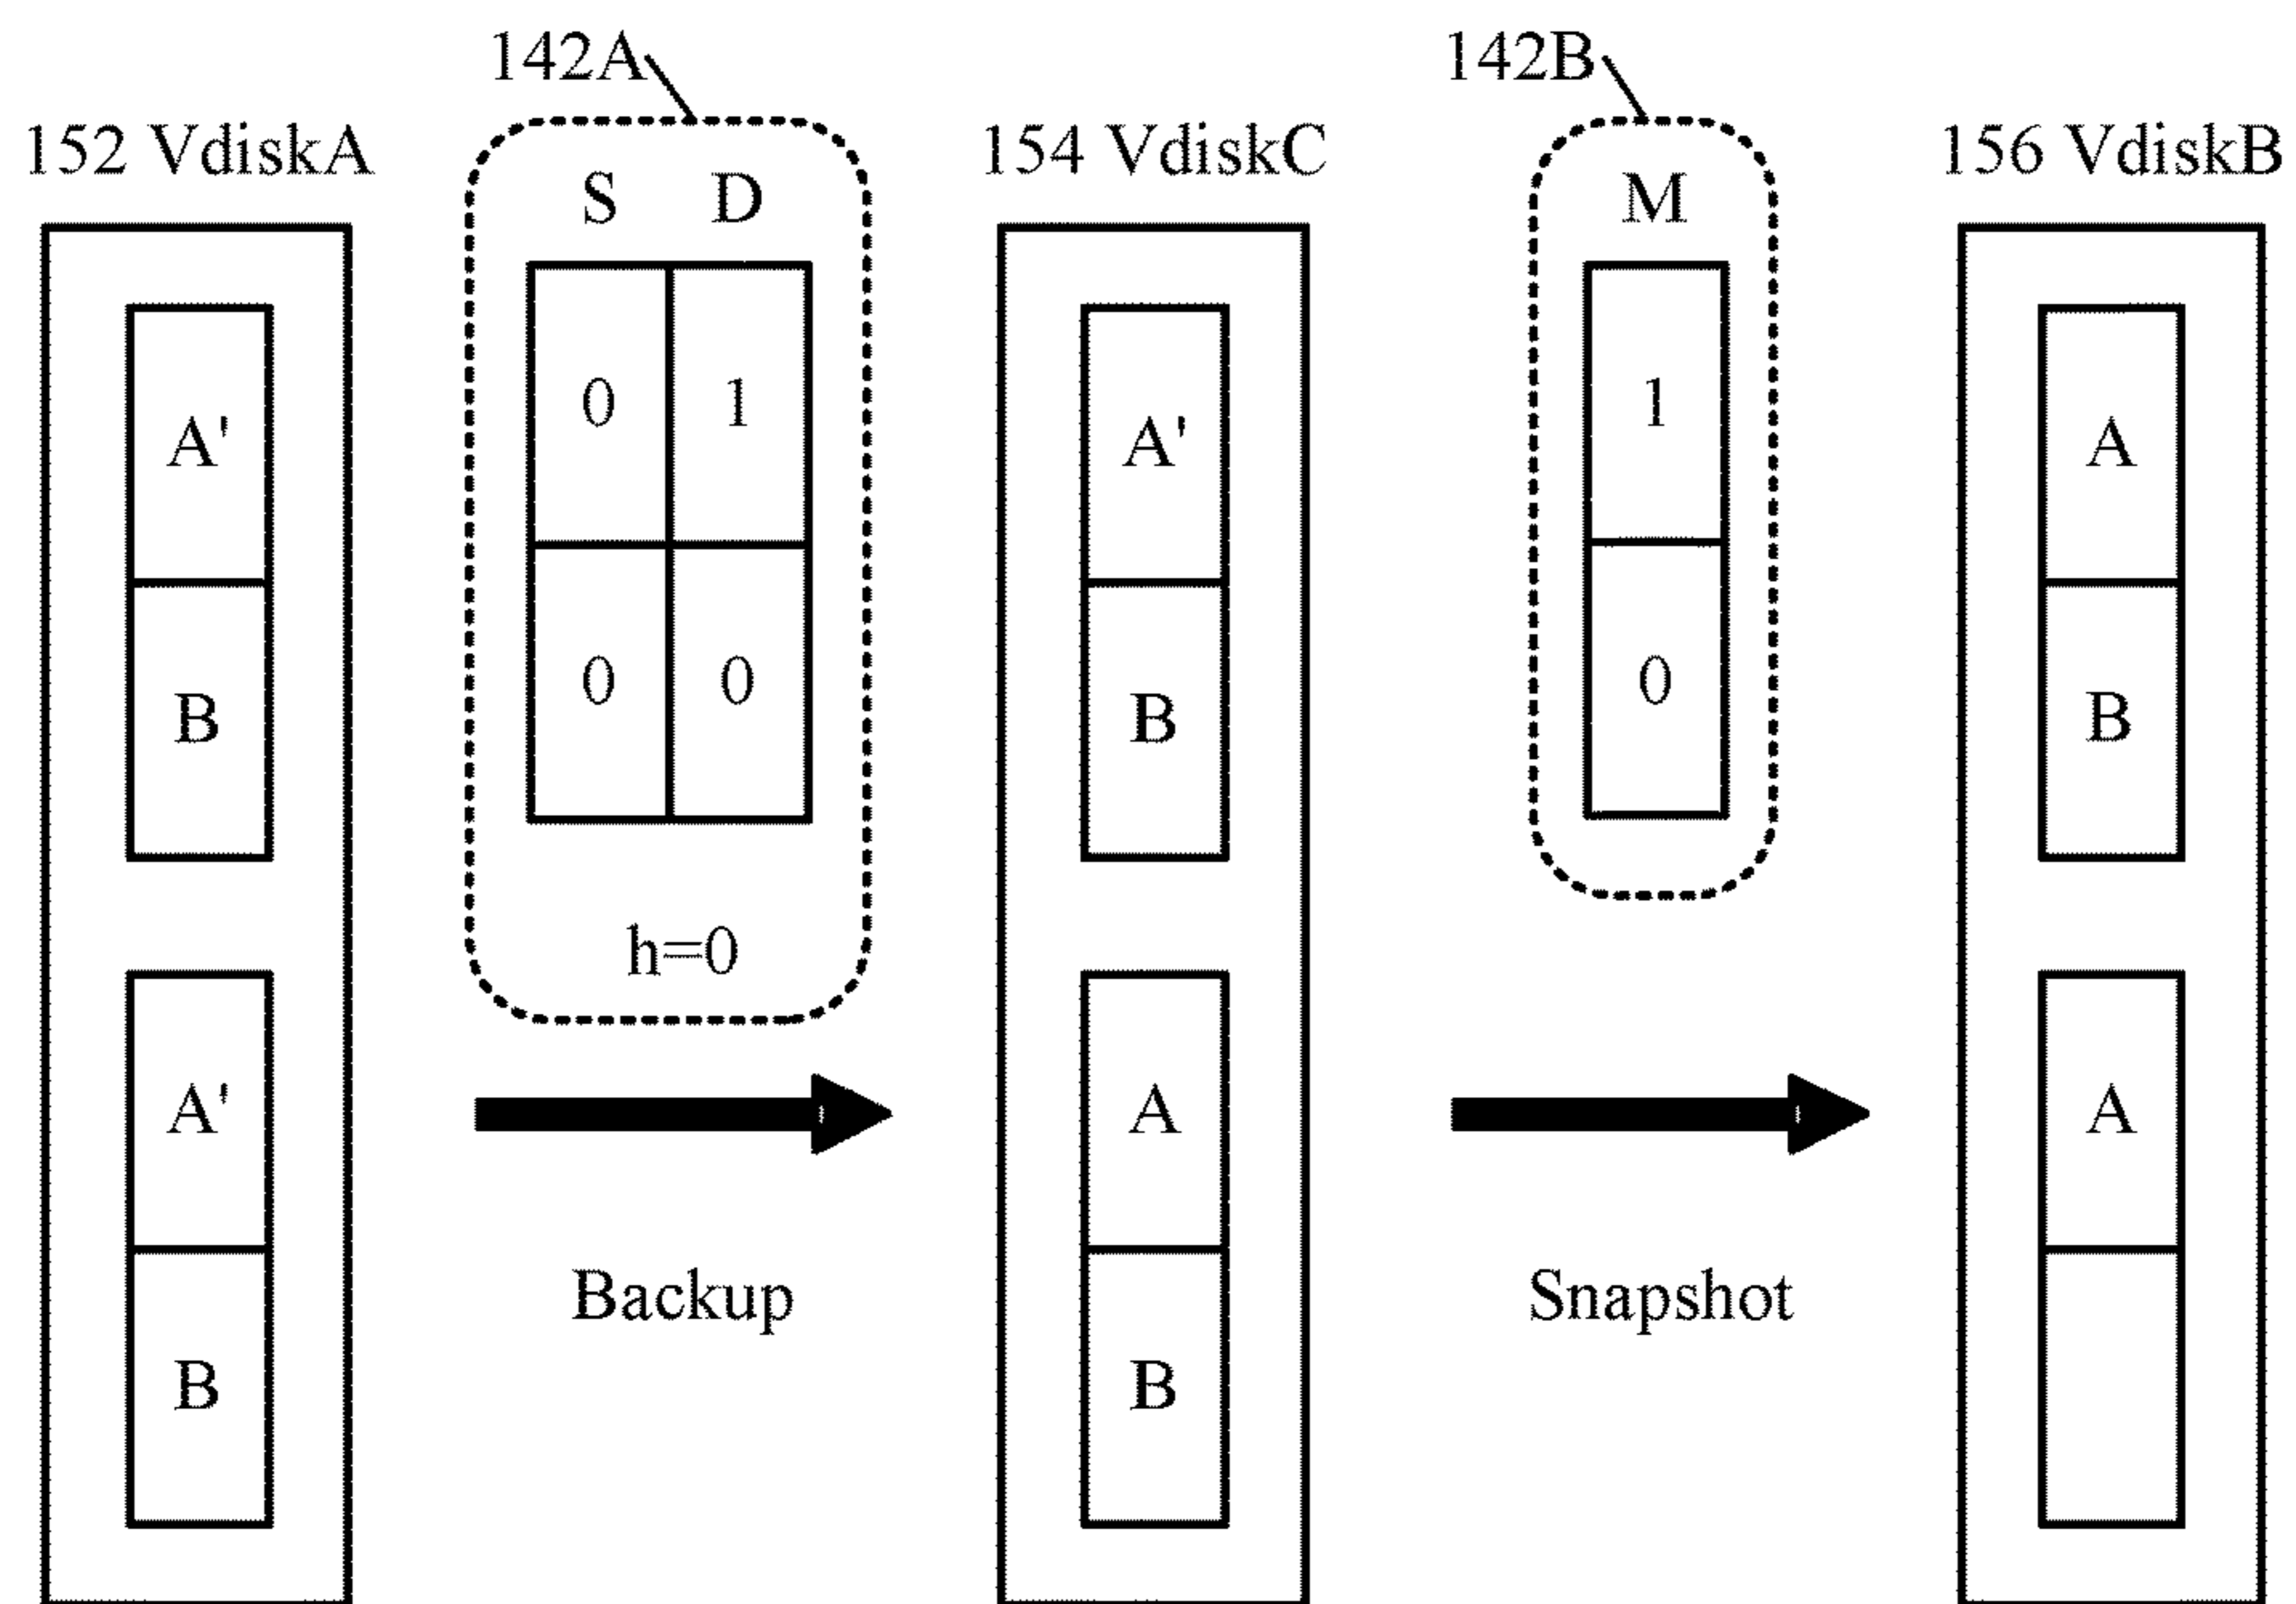 142A 142B
152 VdiskA 154 VdiskC 156 VdiskB
S D M
0 1 1
A' A' A
0 0 0
B B B
h=0
A' A A
Backup Snapshot
B B